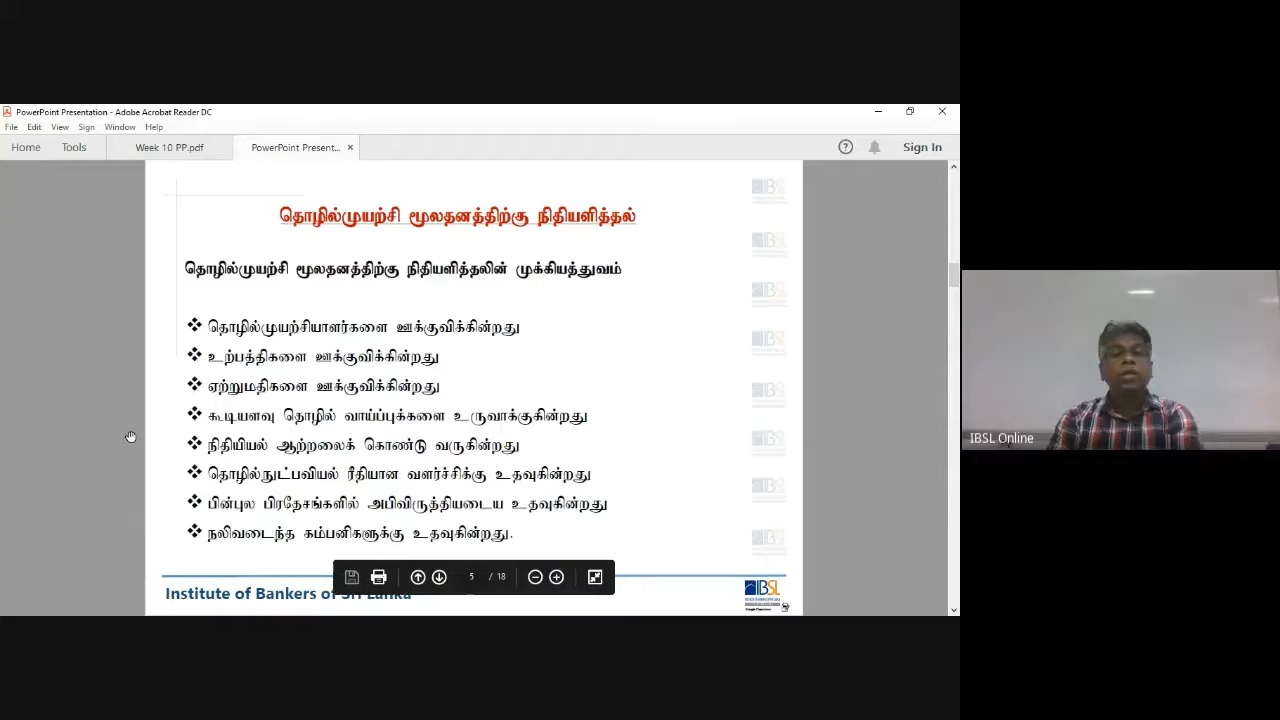 PowerPoint Presentation - Adobe Acrobat Reader DC
File Edit View Sign Window Help
Home Tools Week 10 PP.pdf PowerPoint Present... × Sign In
தொழில்முயற்சி மூலதனத்திற்கு நிதியளித்தல்
தொழில்முயற்சி மூலதனத்திற்கு நிதியளித்தலின் முக்கியத்துவம்
❖ தொழில்முயற்சியாளர்களை ஊக்குவிக்கின்றது
❖ உற்பத்திகளை ஊக்குவிக்கின்றது
❖ ஏற்றுமதிகளை ஊக்குவிக்கின்றது
❖ கூடியளவு தொழில் வாய்ப்புக்களை உருவாக்குகின்றது
❖ நிதியியல் ஆற்றலைக் கொண்டு வருகின்றது
❖ தொழில்நுட்பவியல் ரீதியான வளர்ச்சிக்கு உதவுகின்றது
❖ பின்புல பிரதேசங்களில் அபிவிருத்தியடைய உதவுகின்றது
❖ நலிவடைந்த கம்பனிகளுக்கு உதவுகின்றது.
5 / 18
Institute of Bankers of Sri Lanka
IBSL
IBSL Online